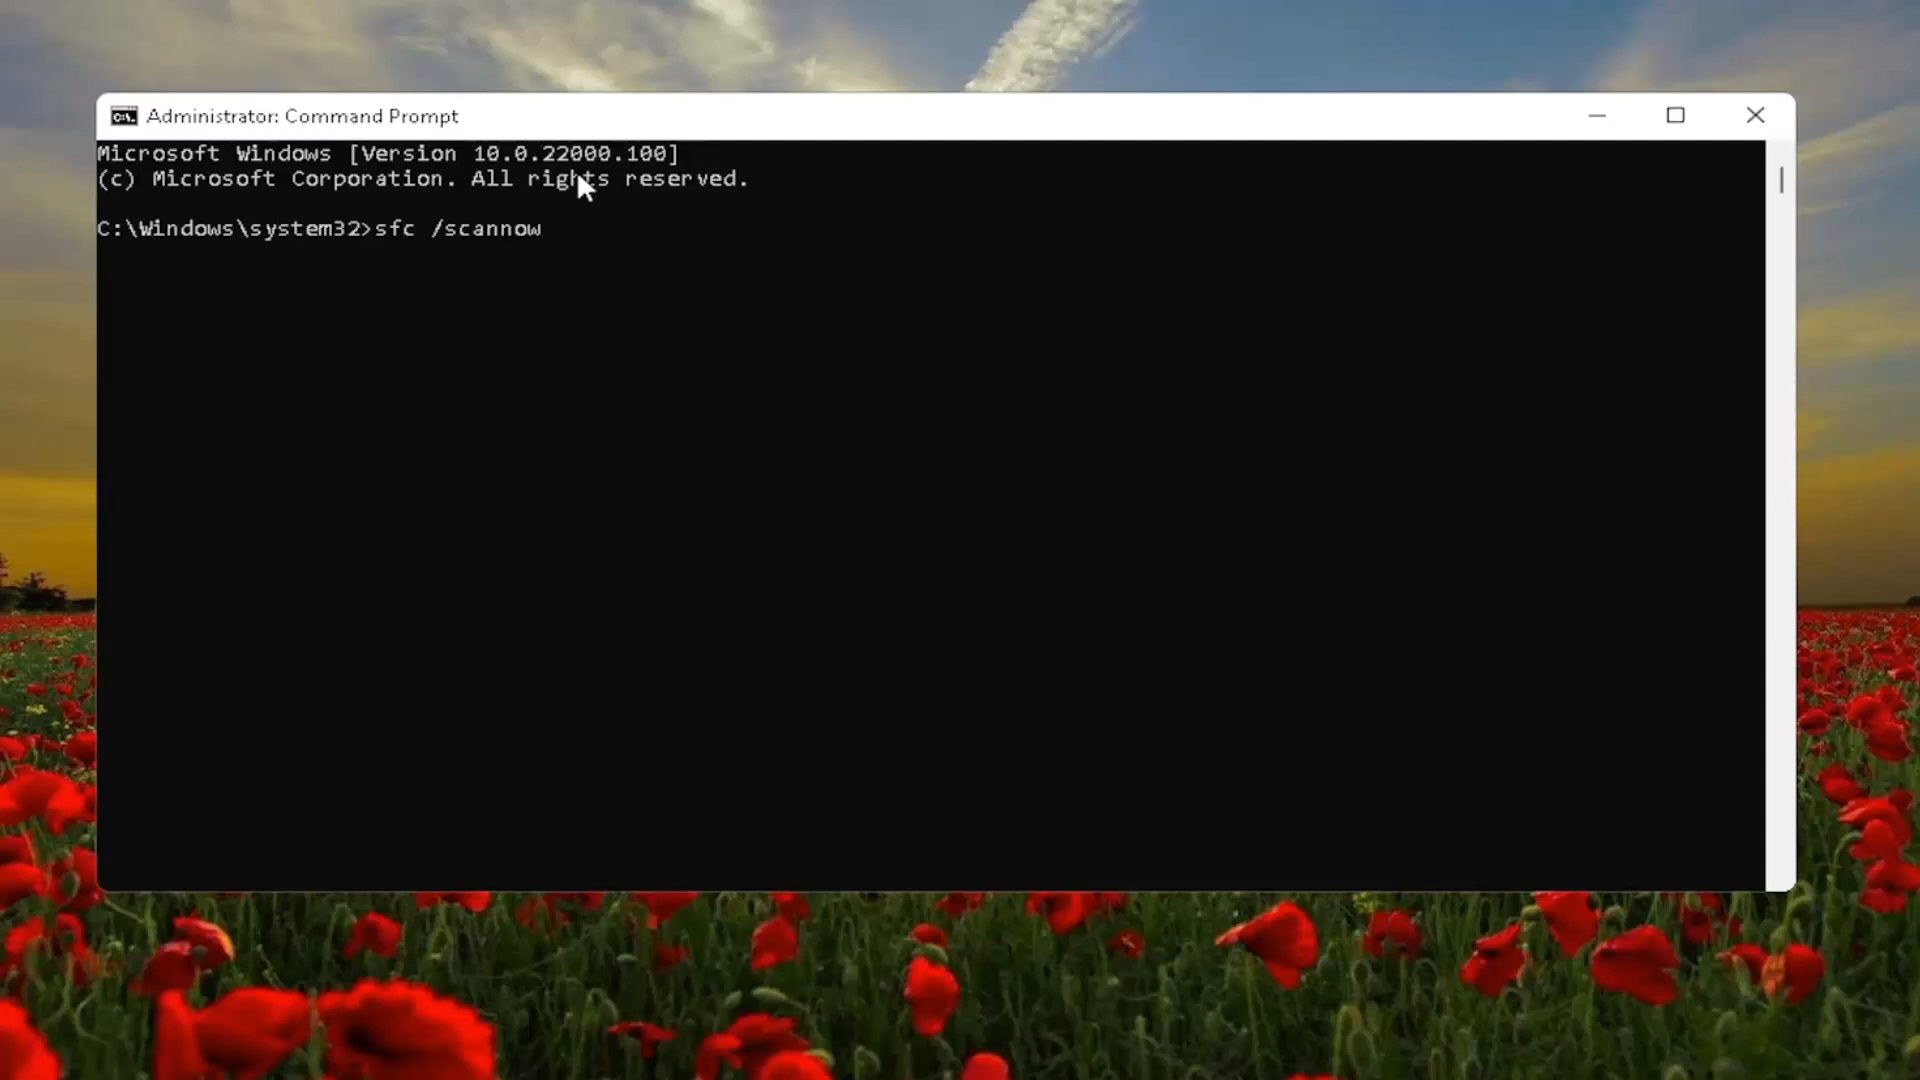 Administrator: Command Prompt
Microsoft Windows [Version 10.0.22000.100]
(c) Microsoft Corporation. All rights reserved.
C:\Windows\system32>sfc /scannow